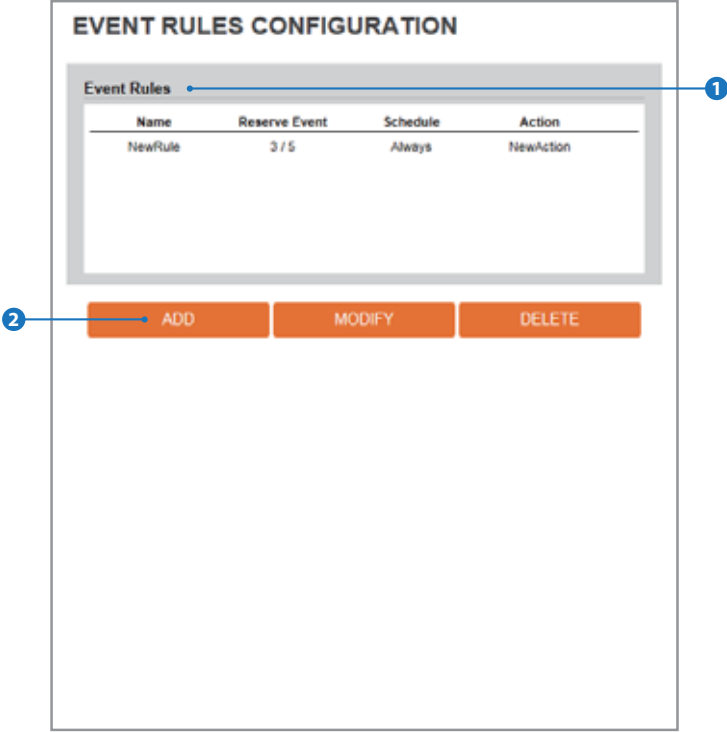 EVENT RULES CONFIGURATION
Event Rules 1
Name Reserve Event Schedule Action
NewRule 3 / 5 Always NewAction
2 ADD MODIFY DELETE